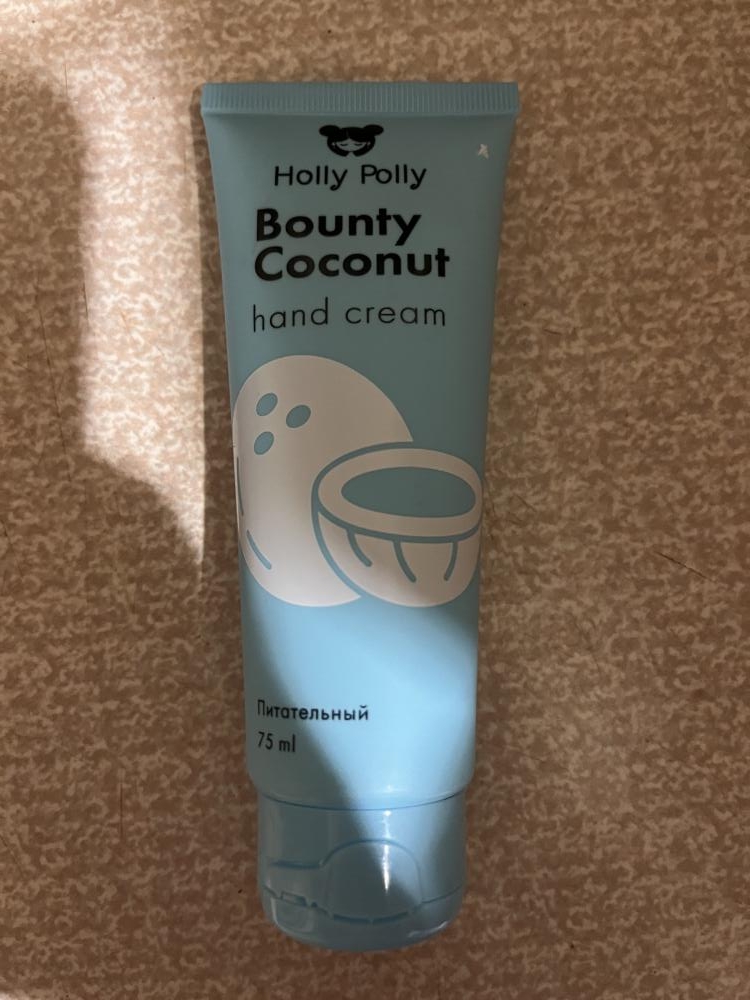 Holly Polly
Bounty
Coconut
hand cream
Питательный
75 ml